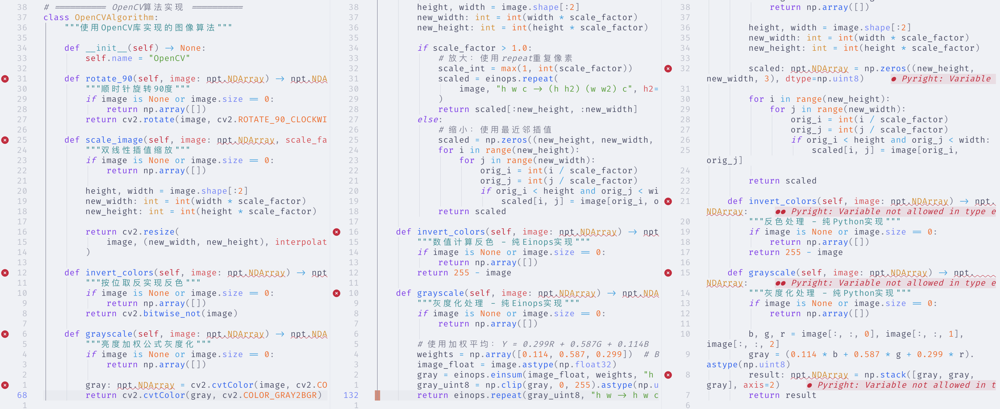 38 # ========== OpenCV算法实现 ==========
37 class OpenCVAlgorithm:
36 """使用OpenCV库实现的图像算法"""
35
34 def __init__(self) -> None:
33 self.name = "OpenCV"
32
31 def rotate_90(self, image: npt.NDArray) -> npt.NDA
30 """顺时针旋转90度"""
29 if image is None or image.size == 0:
28 return np.array([])
27 return cv2.rotate(image, cv2.ROTATE_90_CLOCKWI
26
25 def scale_image(self, image: npt.NDArray, scale_fa
24 """双线性插值缩放"""
23 if image is None or image.size == 0:
22 return np.array([])
21
20 height, width = image.shape[:2]
19 new_width: int = int(width * scale_factor)
18 new_height: int = int(height * scale_factor)
17
16 return cv2.resize(
15 image, (new_width, new_height), interpolat
14 )
13
12 def invert_colors(self, image: npt.NDArray) -> npt
11 """按位取反实现反色"""
10 if image is None or image.size == 0:
9 return np.array([])
8 return cv2.bitwise_not(image)
7
6 def grayscale(self, image: npt.NDArray) -> npt.NDA
5 """亮度加权公式灰度化"""
4 if image is None or image.size == 0:
3 return np.array([])
2
1 gray: npt.NDArray = cv2.cvtColor(image, cv2.CO
68 return cv2.cvtColor(gray, cv2.COLOR_GRAY2BGR)
1
38 height, width = image.shape[:2]
37 new_width: int = int(width * scale_factor)
36 new_height: int = int(height * scale_factor)
35
34 if scale_factor > 1.0:
33 # 放大: 使用repeat重复像素
32 scale_int = max(1, int(scale_factor))
31 scaled = einops.repeat(
30 image, "h w c -> (h h2) (w w2) c", h2=
29 )
28 return scaled[:new_height, :new_width]
27 else:
26 # 缩小: 使用最近邻插值
25 scaled = np.zeros((new_height, new_width,
24 for i in range(new_height):
23 for j in range(new_width):
22 orig_i = int(i / scale_factor)
21 orig_j = int(j / scale_factor)
20 if orig_i < height and orig_j < wi
19 scaled[i, j] = image[orig_i, o
18 return scaled
17
16 def invert_colors(self, image: npt.NDArray) -> npt
15 """数值计算反色 - 纯Einops实现"""
14 if image is None or image.size == 0:
13 return np.array([])
12 return 255 - image
11
10 def grayscale(self, image: npt.NDArray) -> npt.NDA
9 """灰度化处理 - 纯Einops实现"""
8 if image is None or image.size == 0:
7 return np.array([])
6
5 # 使用加权平均: Y = 0.299R + 0.587G + 0.114B
4 weights = np.array([0.114, 0.587, 0.299]) # B
3 image_float = image.astype(np.float32)
2 gray = einops.einsum(image_float, weights, "h
1 gray_uint8 = np.clip(gray, 0, 255).astype(np.u
132 return einops.repeat(gray_uint8, "h w -> h w c
1
38 return np.array([])
37
36 height, width = image.shape[:2]
35 new_width: int = int(width * scale_factor)
34 new_height: int = int(height * scale_factor)
33
32 scaled: npt.NDArray = np.zeros((new_height,
new_width, 3), dtype=np.uint8) ● Pyright: Variable
31
30 for i in range(new_height):
29 for j in range(new_width):
28 orig_i = int(i / scale_factor)
27 orig_j = int(j / scale_factor)
26 if orig_i < height and orig_j < width:
25 scaled[i, j] = image[orig_i,
orig_j]
24
23 return scaled
22
21 def invert_colors(self, image: npt.NDArray) -> npt.
NDArray: ●● Pyright: Variable not allowed in type e
20 """反色处理 - 纯Python实现"""
19 if image is None or image.size == 0:
18 return np.array([])
17 return 255 - image
16
15 def grayscale(self, image: npt.NDArray) -> npt.
NDArray: ●● Pyright: Variable not allowed in type e
14 """灰度化处理 - 纯Python实现"""
13 if image is None or image.size == 0:
12 return np.array([])
11
10 b, g, r = image[:, :, 0], image[:, :, 1],
image[:, :, 2]
9 gray = (0.114 * b + 0.587 * g + 0.299 * r).
astype(np.uint8)
8 result: npt.NDArray = np.stack([gray, gray,
gray], axis=2) ● Pyright: Variable not allowed in t
7 return result
6